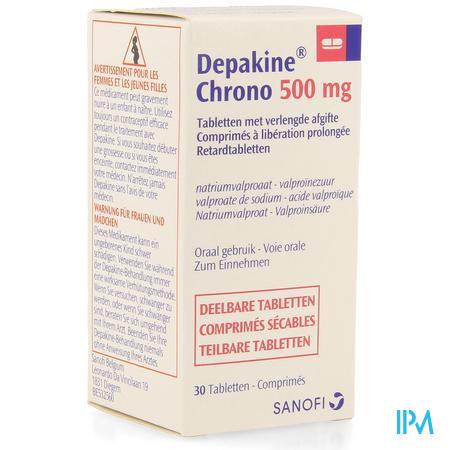 AVERTISSEMENT POUR LES
FEMMES ET LES JEUNES FILLES
Ce médicament peut gravement
nuire à un enfant à naître. Utilisez
toujours un contraceptif efficace
pendant le traitement avec
Depakine. Si vous souhaitez débuter
une grossesse ou si vous êtes
enceinte, contactez immédiatement
votre médecin. N'arrêtez jamais
Depakine sans l'avis de votre
médecin.
WARNUNG FÜR FRAUEN UND
MÄDCHEN
Dieses Medikament kann ein
ungeborenes Kind schwer
schädigen. Verwenden Sie während
der Depakine-Behandlung immer
eine wirksame Verhütungsmethode.
Wenn Sie versuchen, schwanger zu
werden, oder wenn Sie schwanger
sind, beraten Sie sich umgehend
mit Ihrem Arzt. Beenden Sie Ihre
Depakine-Behandlung niemals
ohne Anweisung Ihres Arztes.
Sanofi Belgium
Leonardo Da Vincilaan 19
1831 Diegem
BE532560
Depakine®
Chrono 500 mg
Tabletten met verlengde afgifte
Comprimés à libération prolongée
Retardtabletten
natriumvalproaat - valproïnezuur
valproate de sodium - acide valproïque
Natriumvalproat - Valproinsäure
Oraal gebruik - Voie orale
Zum Einnehmen
DEELBARE TABLETTEN
COMPRIMÉS SÉCABLES
TEILBARE TABLETTEN
30 Tabletten - Comprimés
SANOFI
IPM